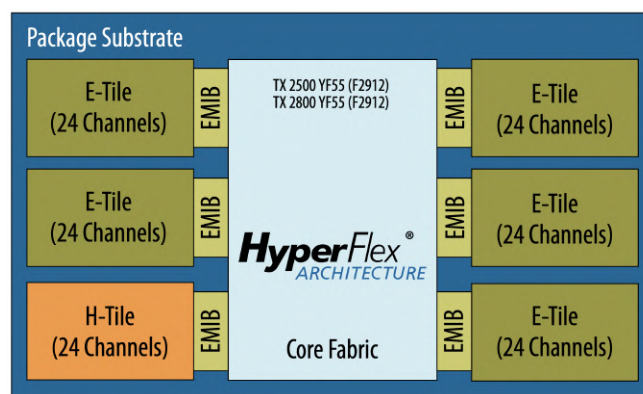 Package Substrate
E-Tile
(24 Channels)
EMIB
TX 2500 YF55 (F2912)
TX 2800 YF55 (F2912)
EMIB
E-Tile
(24 Channels)
E-Tile
(24 Channels)
EMIB
EMIB
E-Tile
(24 Channels)
HyperFlex®
ARCHITECTURE
H-Tile
(24 Channels)
EMIB
Core Fabric
EMIB
E-Tile
(24 Channels)